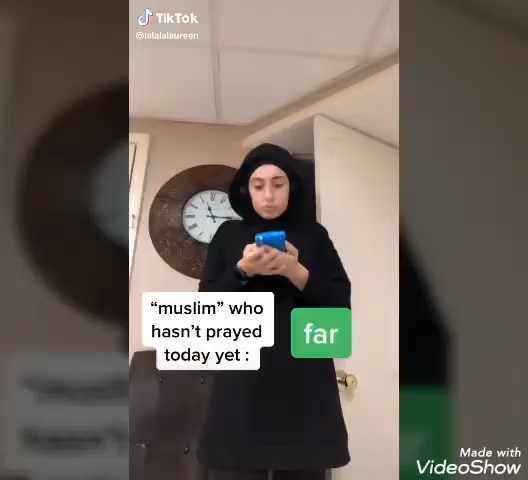 TikTok
@lalalalaureen
“muslim” who
hasn’t prayed
today yet :
far
Made with
VideoShow